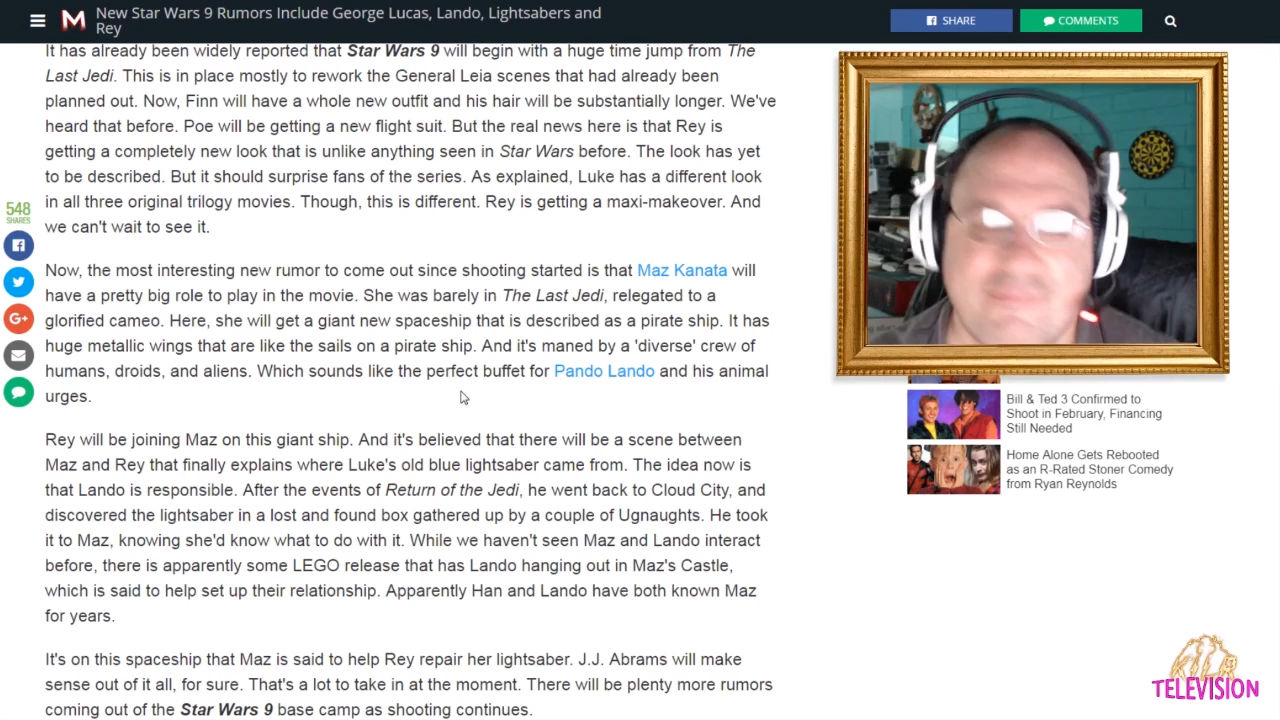 New Star Wars 9 Rumors Include George Lucas, Lando, Lightsabers and
Rey
SHARE
COMMENTS
It has already been widely reported that Star Wars 9 will begin with a huge time jump from The
Last Jedi. This is in place mostly to rework the General Leia scenes that had already been
planned out. Now, Finn will have a whole new outfit and his hair will be substantially longer. We've
heard that before. Poe will be getting a new flight suit. But the real news here is that Rey is
getting a completely new look that is unlike anything seen in Star Wars before. The look has yet
to be described. But it should surprise fans of the series. As explained, Luke has a different look
in all three original trilogy movies. Though, this is different. Rey is getting a maxi-makeover. And
we can't wait to see it.
548
SHARES
Now, the most interesting new rumor to come out since shooting started is that Maz Kanata will
have a pretty big role to play in the movie. She was barely in The Last Jedi, relegated to a
glorified cameo. Here, she will get a giant new spaceship that is described as a pirate ship. It has
huge metallic wings that are like the sails on a pirate ship. And it's maned by a 'diverse' crew of
humans, droids, and aliens. Which sounds like the perfect buffet for Pando Lando and his animal
urges.
Rey will be joining Maz on this giant ship. And it's believed that there will be a scene between
Maz and Rey that finally explains where Luke's old blue lightsaber came from. The idea now is
that Lando is responsible. After the events of Return of the Jedi, he went back to Cloud City, and
discovered the lightsaber in a lost and found box gathered up by a couple of Ugnaughts. He took
it to Maz, knowing she'd know what to do with it. While we haven't seen Maz and Lando interact
before, there is apparently some LEGO release that has Lando hanging out in Maz's Castle,
which is said to help set up their relationship. Apparently Han and Lando have both known Maz
for years.
It's on this spaceship that Maz is said to help Rey repair her lightsaber. J.J. Abrams will make
sense out of it all, for sure. That's a lot to take in at the moment. There will be plenty more rumors
coming out of the Star Wars 9 base camp as shooting continues.
Bill & Ted 3 Confirmed to
Shoot in February, Financing
Still Needed
Home Alone Gets Rebooted
as an R-Rated Stoner Comedy
from Ryan Reynolds
TELEVISION